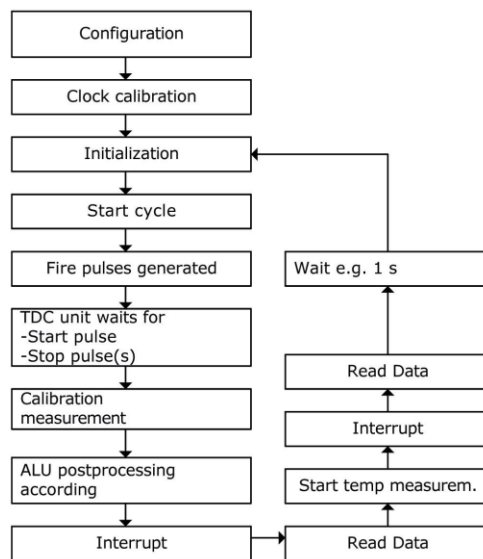 Configuration
Clock calibration
Initialization
Start cycle
Fire pulses generated
TDC unit waits for
-Start pulse
-Stop pulse(s)
Calibration
measurement
ALU postprocessing
according
Interrupt
Read Data
Start temp measurem.
Interrupt
Read Data
Wait e.g. 1 s